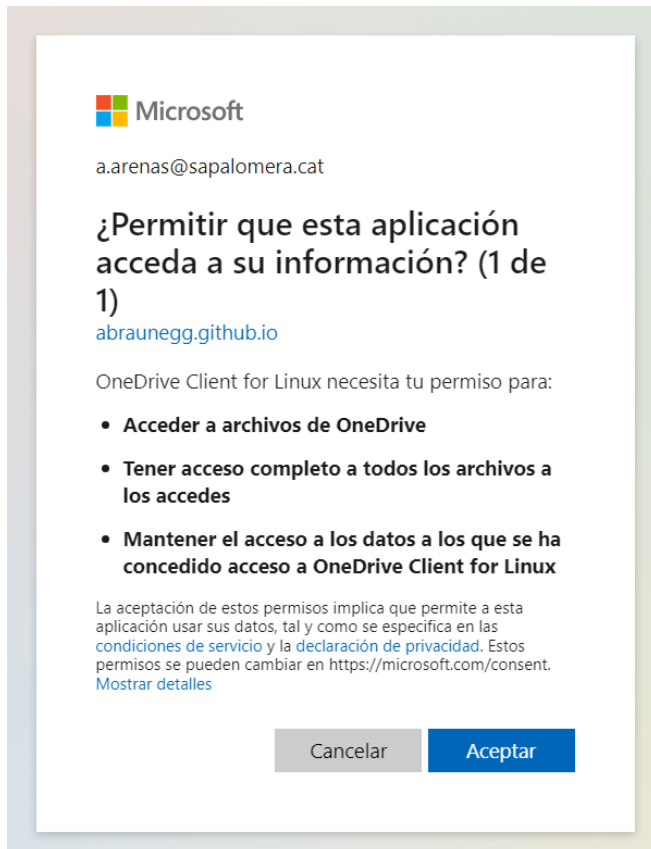 Microsoft
a.arenas@sapalomera.cat
¿Permitir que esta aplicación
acceda a su información? (1 de
1)
abraunegg.github.io
OneDrive Client for Linux necesita tu permiso para:
• Acceder a archivos de OneDrive
• Tener acceso completo a todos los archivos a
los accedes
• Mantener el acceso a los datos a los que se ha
concedido acceso a OneDrive Client for Linux
La aceptación de estos permisos implica que permite a esta
aplicación usar sus datos, tal y como se especifica en las
condiciones de servicio y la declaración de privacidad. Estos
permisos se pueden cambiar en https://microsoft.com/consent.
Mostrar detalles
Cancelar
Aceptar